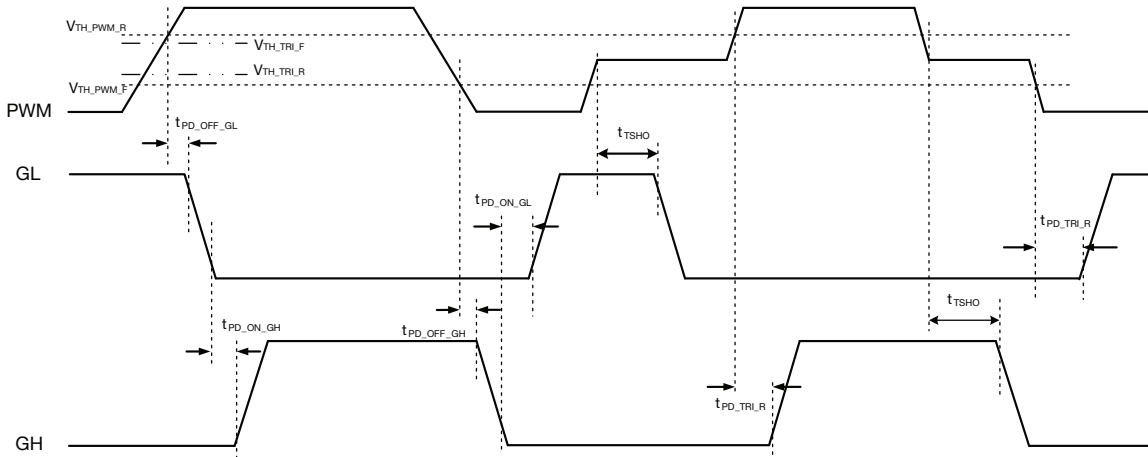 VTH_PWM_R
VTH_TRI_F
VTH_TRI_R
VTH_PWM_F
PWM
tPD_OFF_GL
tTSHO
GL
tPD_ON_GL
tPD_TRI_R
tTSHO
tPD_ON_GH
tPD_OFF_GH
tPD_TRI_R
GH